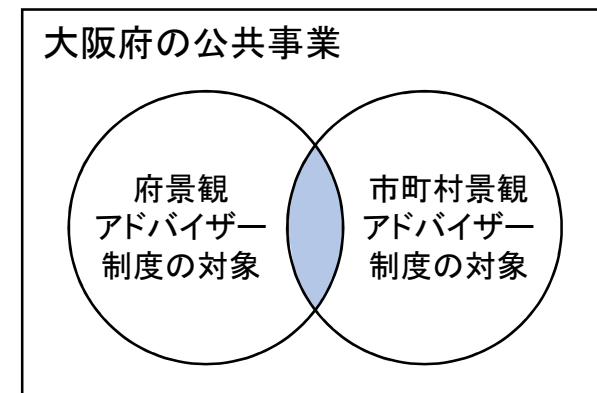 大阪府の公共事業
府景観
アドバイザー
制度の対象
市町村景観
アドバイザー
制度の対象